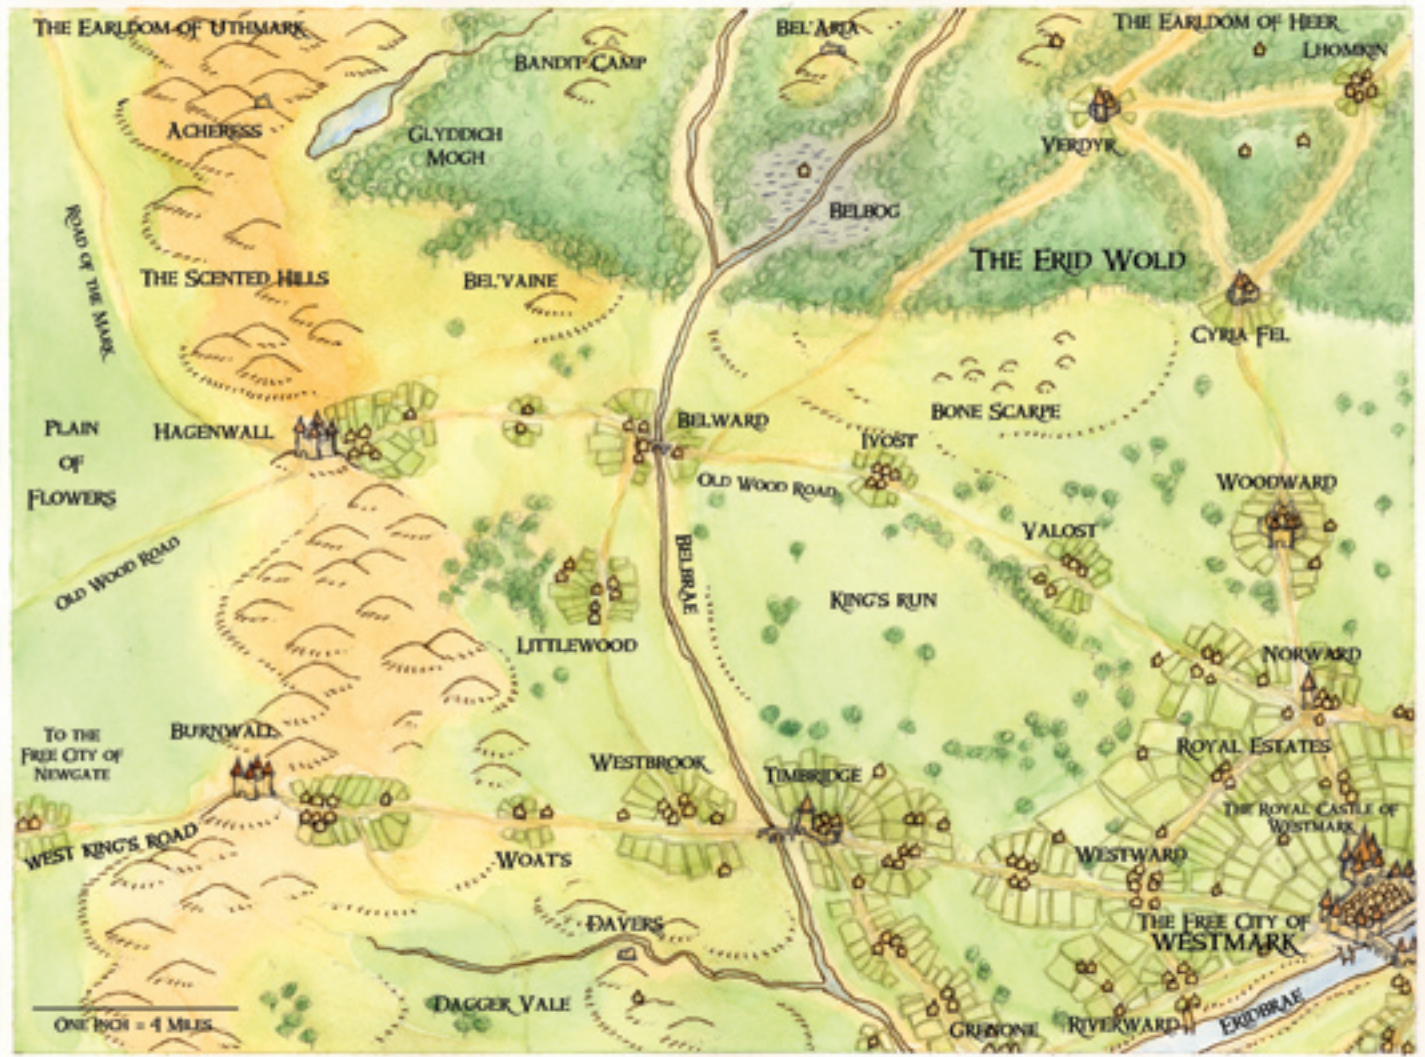 THE EARLDOM OF UTHMARK
BANDIT CAMP
BEL'ARIA
THE EARLDOM OF HEER
LHOMKIN
ACHERESS
GLYDDICH
MOGH
VERDYR
BELBOG
ROAD OF THE MARK
THE SCENTED HILLS
BEL'VAINE
THE ERID WOLD
CYRIA FEL
PLAIN
OF
FLOWERS
HAGENWALL
BELWARD
BONE SCARPE
IVOST
OLD WOOD ROAD
WOODWARD
VALOST
OLD WOOD ROAD
BELBRAE
KING'S RUN
LITTLEWOOD
NORWARD
TO THE
FREE CITY OF
NEWGATE
BURNWALL
WESTBROOK
TIMBRIDGE
ROYAL ESTATES
THE ROYAL CASTLE OF
WESTMARK
WEST KING'S ROAD
WOATS
WESTWARD
DAVERS
THE FREE CITY OF
WESTMARK
DAGGER VALE
ONE INCH = 4 MILES
RIVERWARD
ERIDBRAE